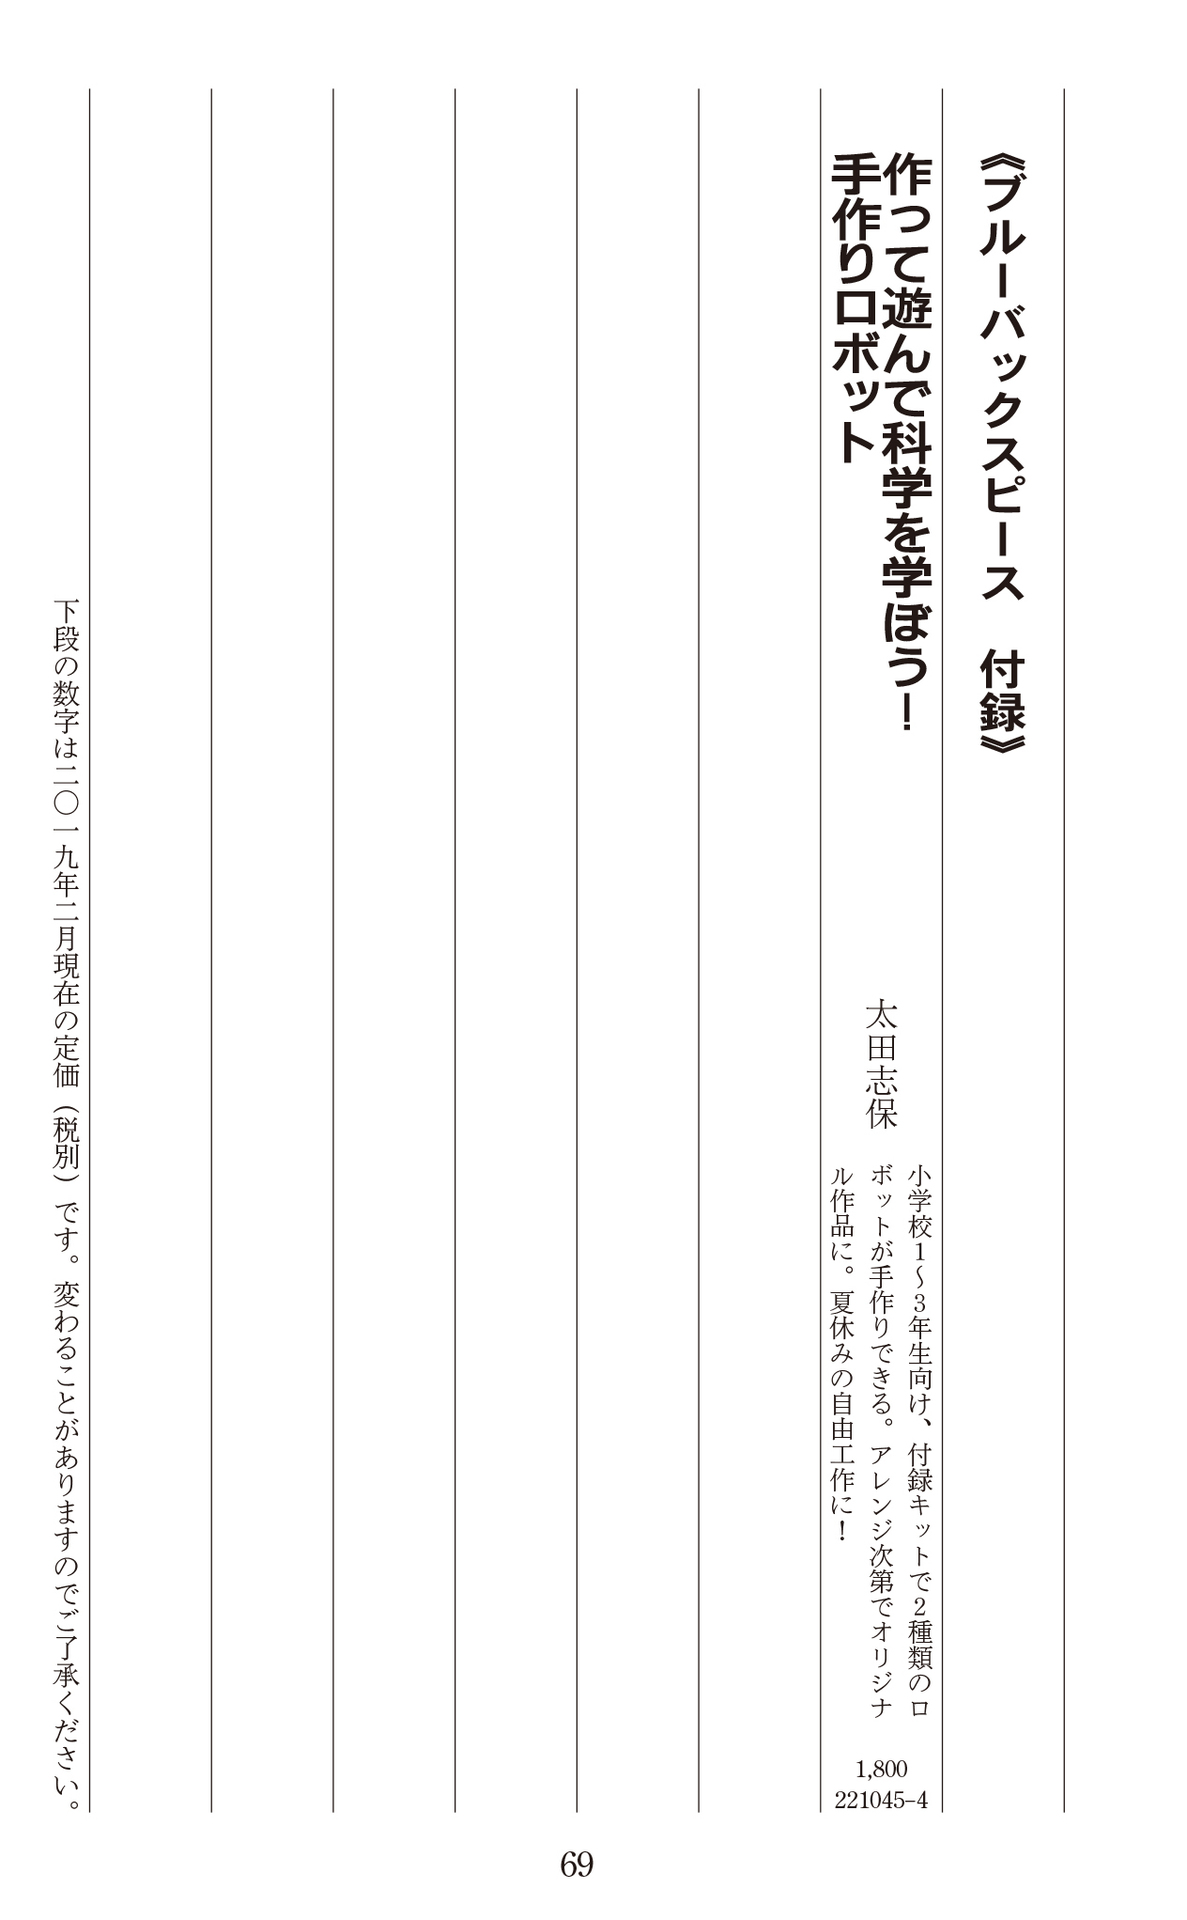 《ブルーバックスピース　付録》
作って遊んで科学を学ぼう！
手作りロボット
太田志保
小学校1～3年生向け、付録キットで2種類のロ
ボットが手作りできる。アレンジ次第でオリジナ
ル作品に。夏休みの自由工作に！
1,800
221045-4
下段の数字は二〇一九年二月現在の定価（税別）です。変わることがありますのでご了承ください。
69